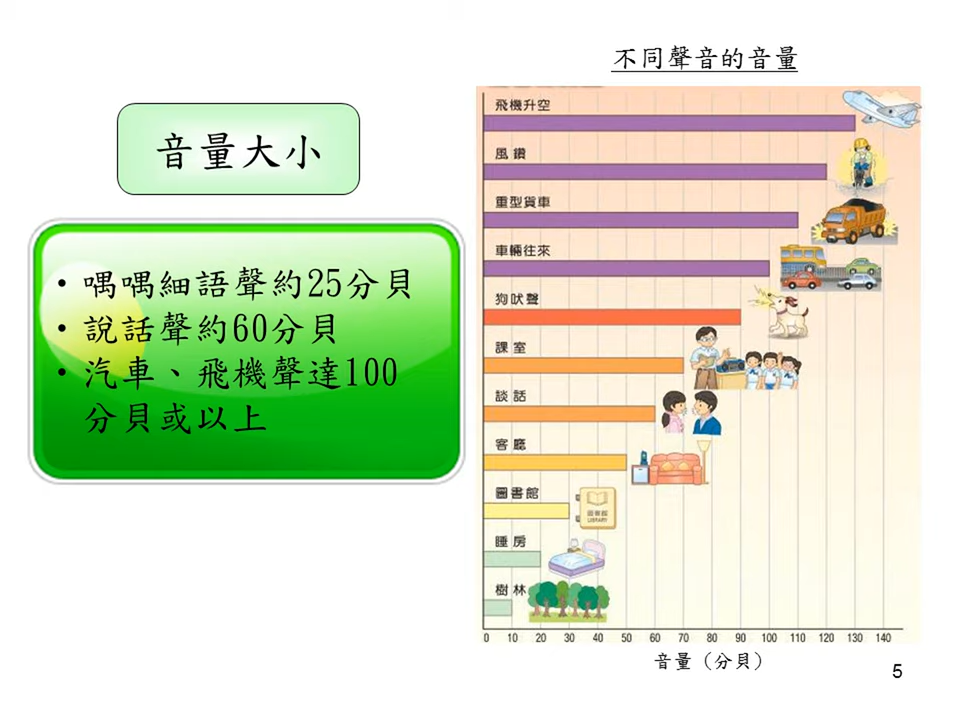 不同聲音的音量
音量大小
• 喁喁細語聲約25分貝
• 說話聲約60分貝
• 汽車、飛機聲達100
分貝或以上
飛機升空
風鑽
重型貨車
車輛往來
狗吠聲
課室
談話
客廳
圖書館
圖書館
LIBRARY
睡房
樹林
0 10 20 30 40 50 60 70 80 90 100 110 120 130 140
音量（分貝）
5